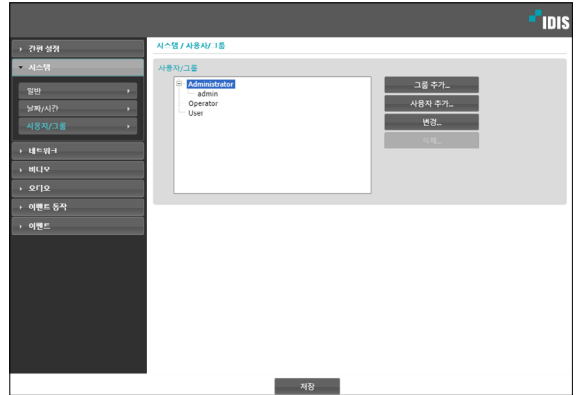 IDIS
간편 설정
시스템
일반
날짜/시간
사용자/그룹
네트워크
비디오
오디오
이벤트 동작
이벤트
시스템 / 사용자/그룹
사용자/그룹
Administrator
admin
Operator
User
그룹 추가...
사용자 추가...
변경...
삭제...
저장